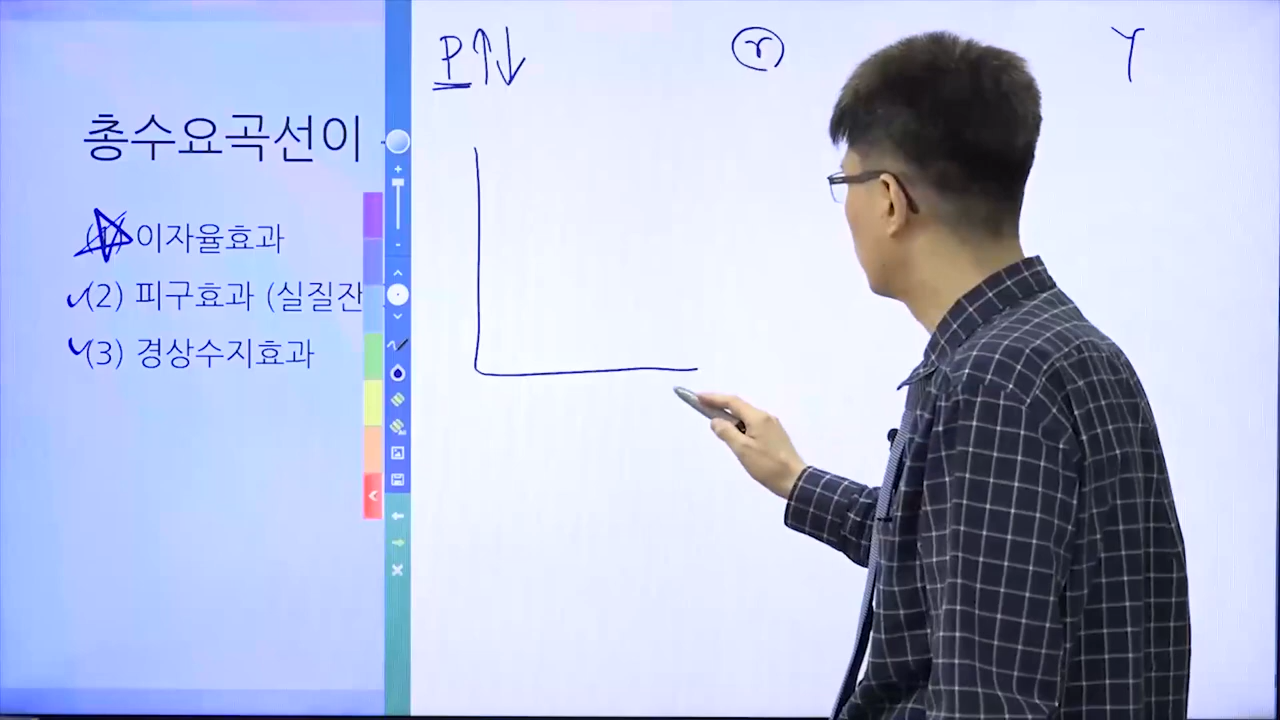 총수요곡선이
(1) 이자율효과
(2) 피구효과 (실질잔
(3) 경상수지효과
P↑↓ r Y